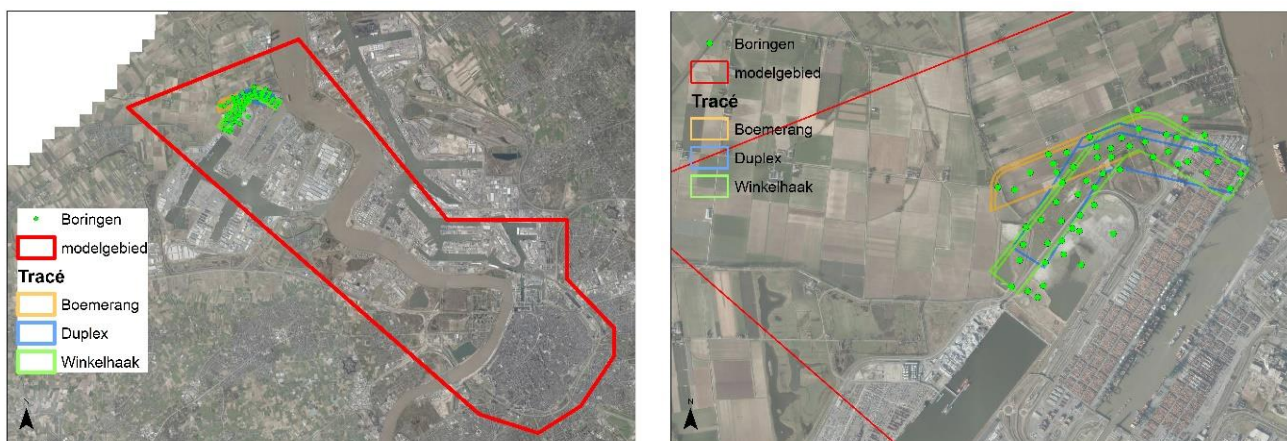 Boringen
modelgebied
Tracé
Boemerang
Duplex
Winkelhaak
N
Boringen
modelgebied
Tracé
Boemerang
Duplex
Winkelhaak
N